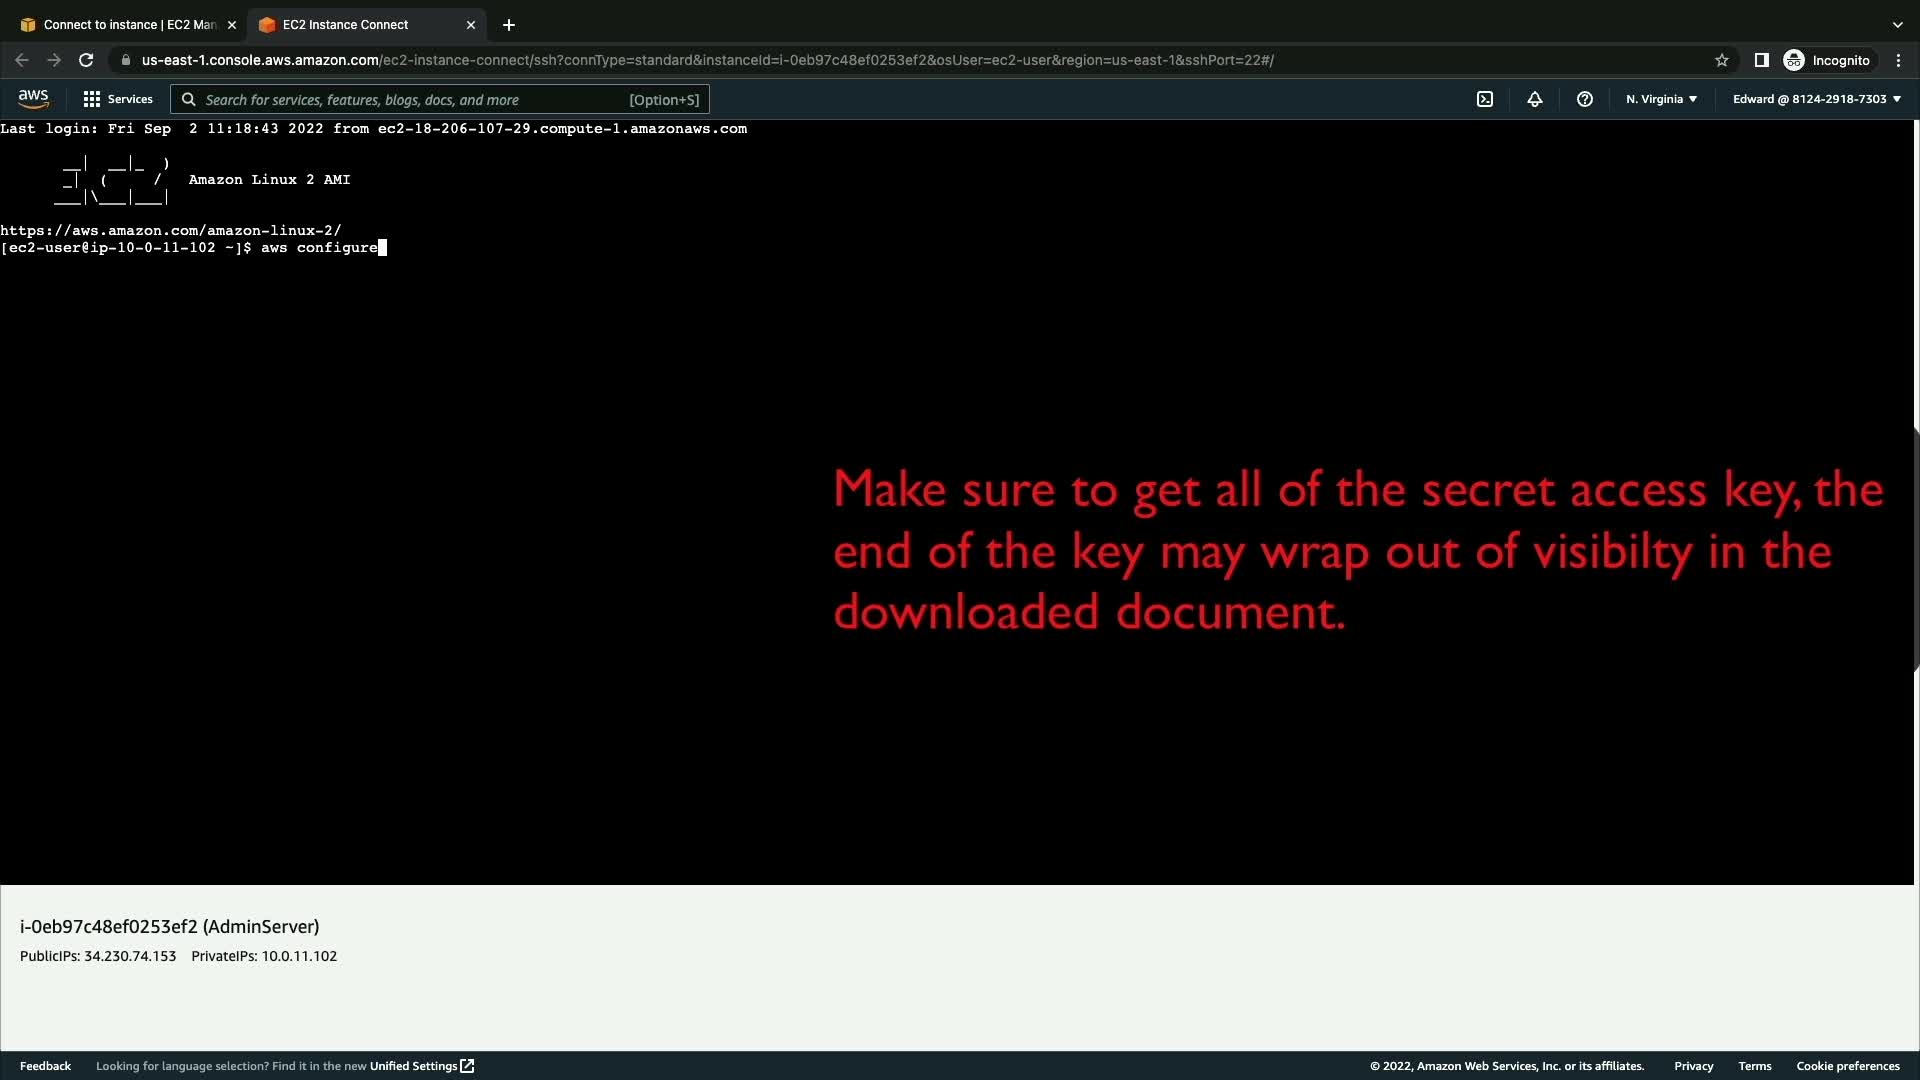 Connect to instance | EC2 Man
EC2 Instance Connect
us-east-1.console.aws.amazon.com/ec2-instance-connect/ssh?connType=standard&instanceId=i-0eb97c48ef0253ef2&osUser=ec2-user&region=us-east-1&sshPort=22#/
Incognito
aws
Services
Search for services, features, blogs, docs, and more
[Option+S]
N. Virginia
Edward @ 8124-2918-7303
Last login: Fri Sep  2 11:18:43 2022 from ec2-18-206-107-29.compute-1.amazonaws.com
       __|  __|_  )
       _|  (     /   Amazon Linux 2 AMI
      ___|\___|___|
https://aws.amazon.com/amazon-linux-2/
[ec2-user@ip-10-0-11-102 ~]$ aws configure
Make sure to get all of the secret access key, the
end of the key may wrap out of visibilty in the
downloaded document.
i-0eb97c48ef0253ef2 (AdminServer)
PublicIPs: 34.230.74.153 PrivateIPs: 10.0.11.102
Feedback
Looking for language selection? Find it in the new Unified Settings
© 2022, Amazon Web Services, Inc. or its affiliates.
Privacy
Terms
Cookie preferences